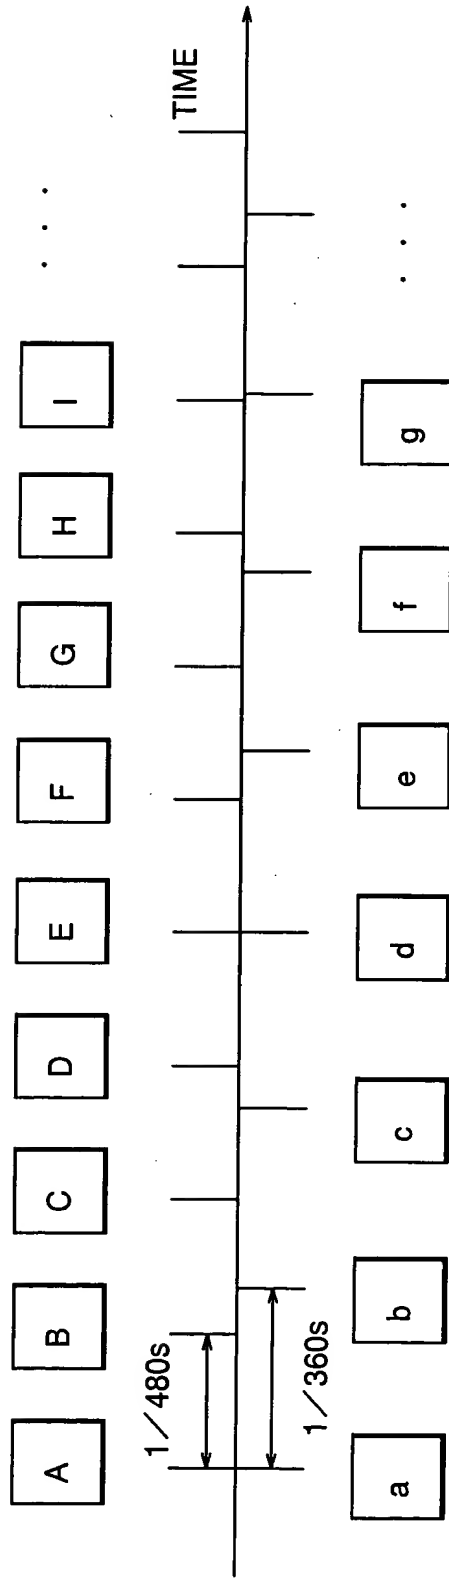 A B C D E F G H I . . .
TIME
1/480s
1/360s
a b c d e f g . . .